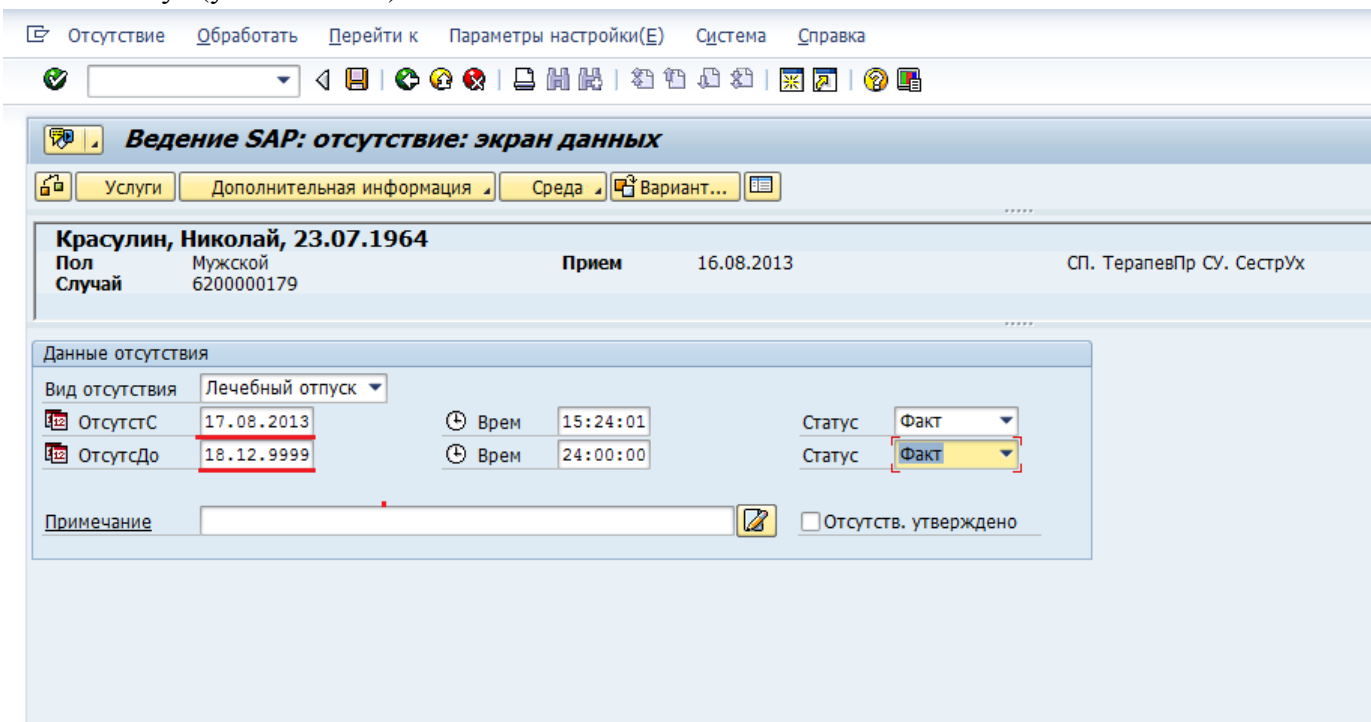 Отсутствие Обработать Перейти к Параметры настройки(Е) Система Справка
Ведение SAP: отсутствие: экран данных
Услуги Дополнительная информация Среда Вариант...
Красулин, Николай, 23.07.1964
Пол Мужской Прием 16.08.2013 СП. ТерапевПр СУ. СестрУх
Случай 6200000179
Данные отсутствия
Вид отсутствия Лечебный отпуск
ОтсутстС 17.08.2013 Врем 15:24:01 Статус Факт
ОтсутсДо 18.12.9999 Врем 24:00:00 Статус Факт
Примечание Отсутств. утверждено